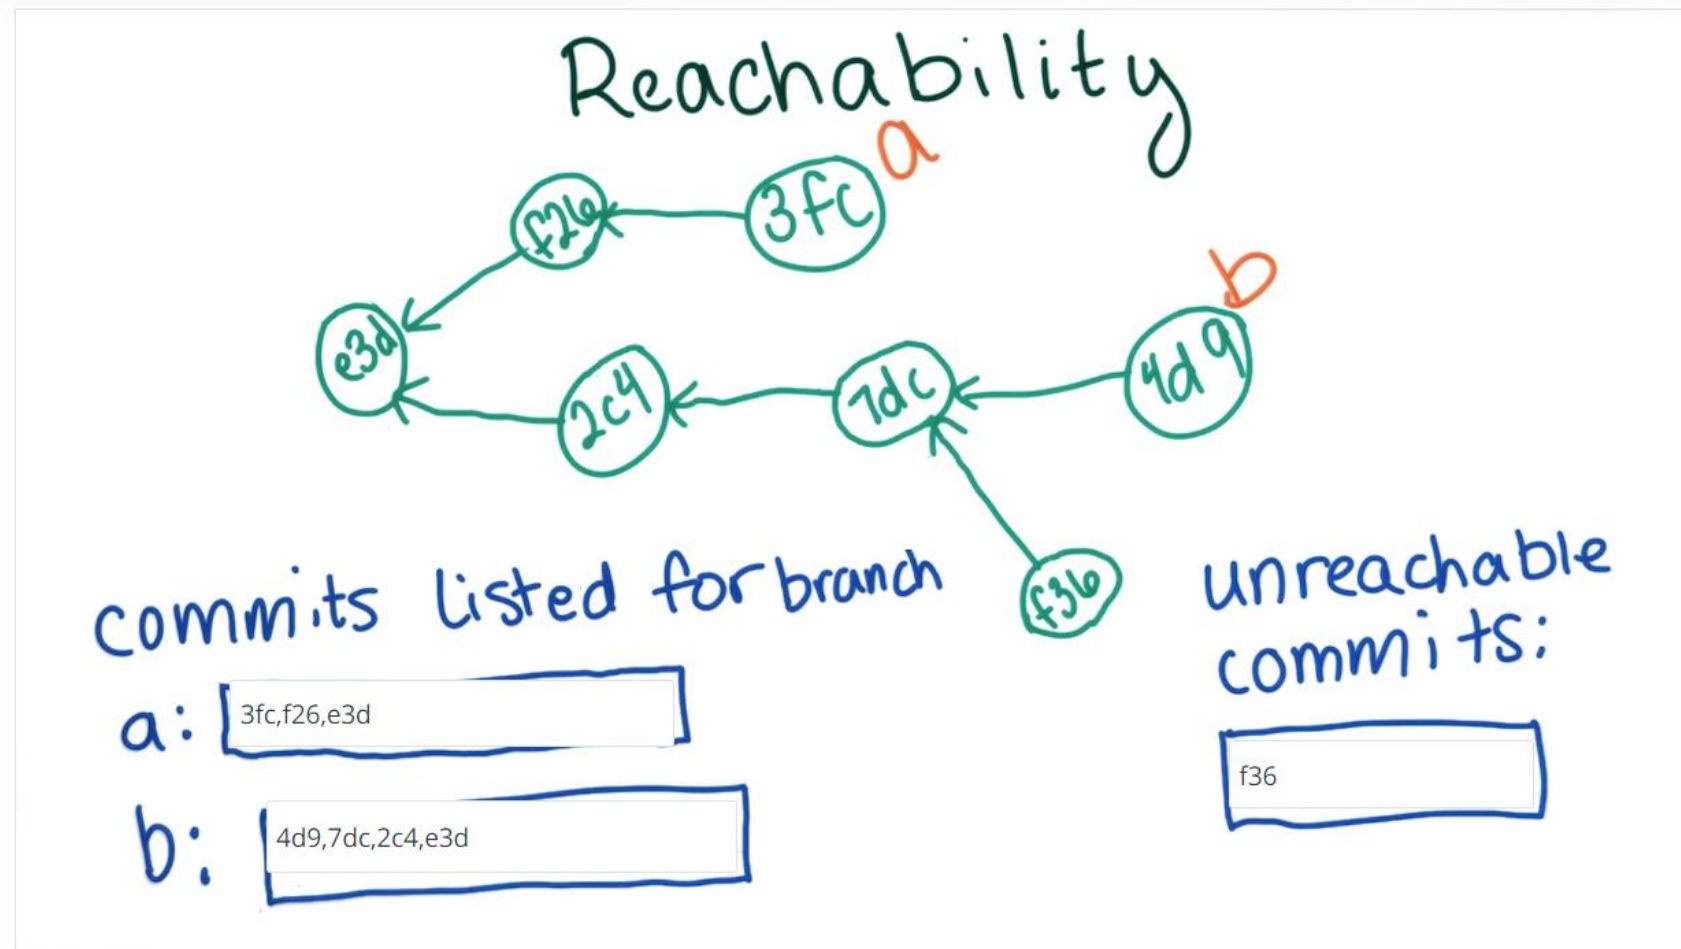 Reachability
a
f26
3fc
b
e3d
2c4
7dc
4d9
f36
commits listed for branch
a: 3fc,f26,e3d
b: 4d9,7dc,2c4,e3d
unreachable
commits:
f36